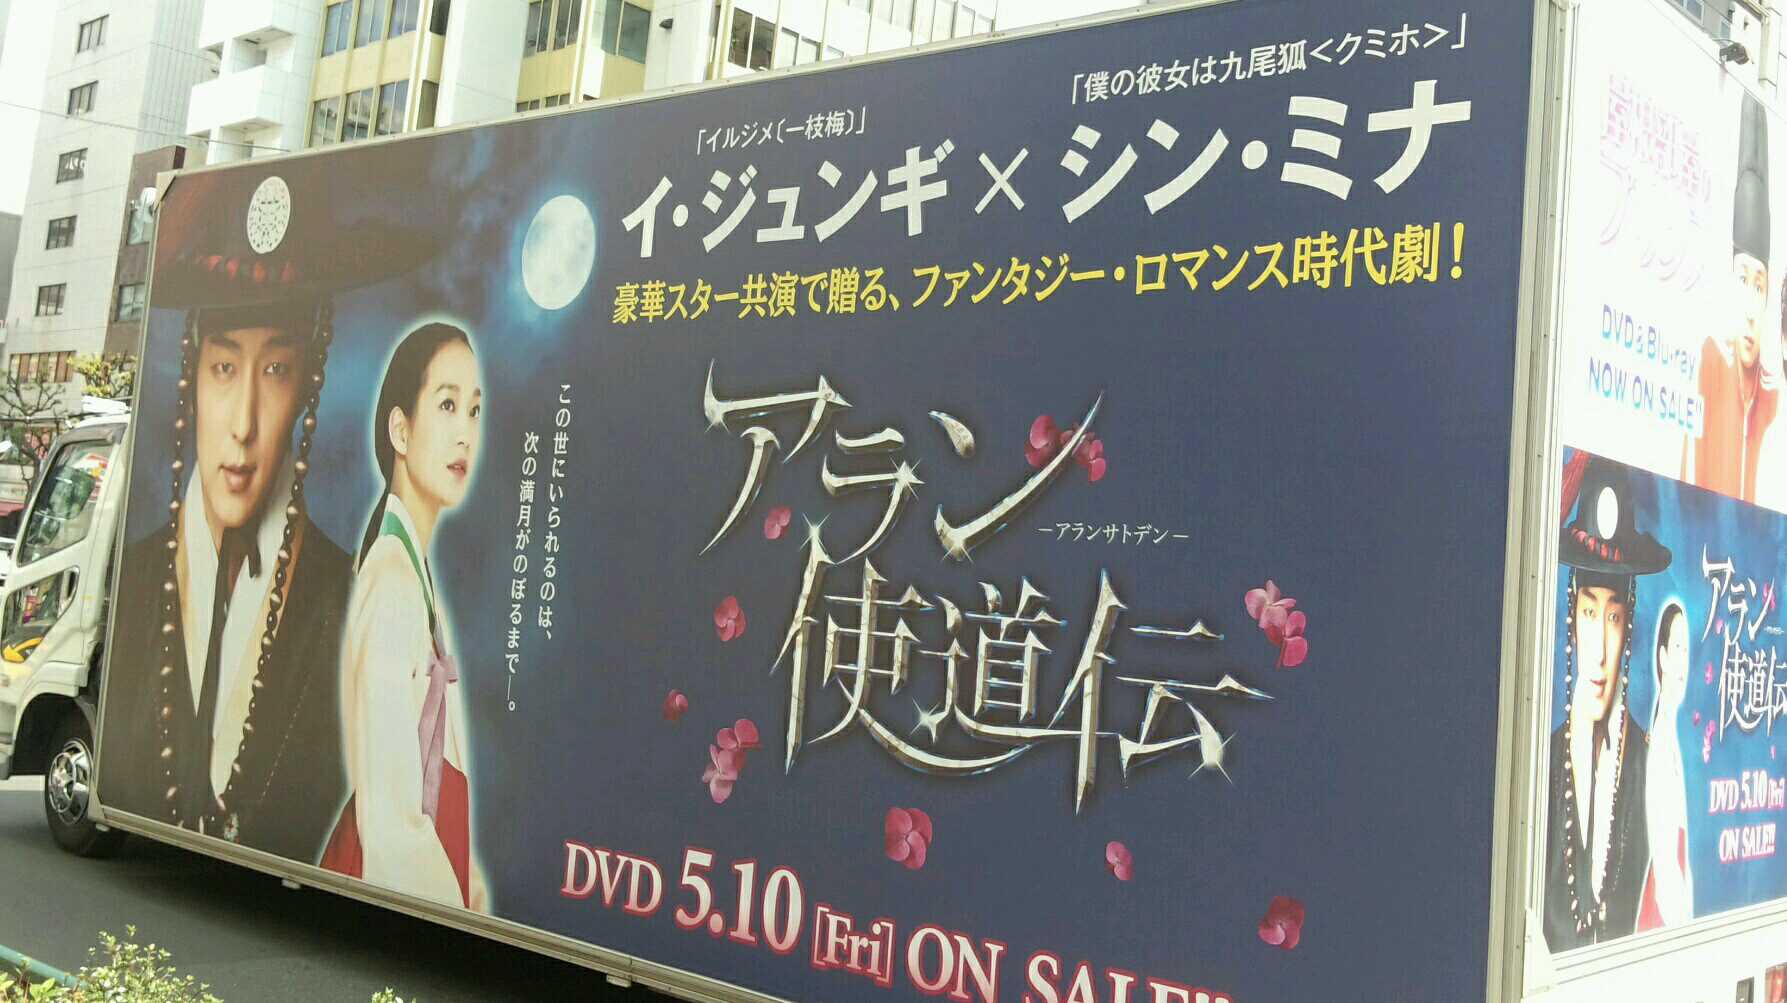 「イルジメ〔一枝梅〕」
「僕の彼女は九尾狐＜クミホ＞」
イ・ジュンギ×シン・ミナ
豪華スター共演で贈る、ファンタジー・ロマンス時代劇！
この世にいられるのは、
次の満月がのぼるまで―。
アラン
－アランサトデン－
使道伝
DVD 5.10 [Fri] ON SALE!!
DVD&Blu-ray
NOW ON SALE!!
アラン
使道伝
DVD 5.10 [Fri]
ON SALE!!